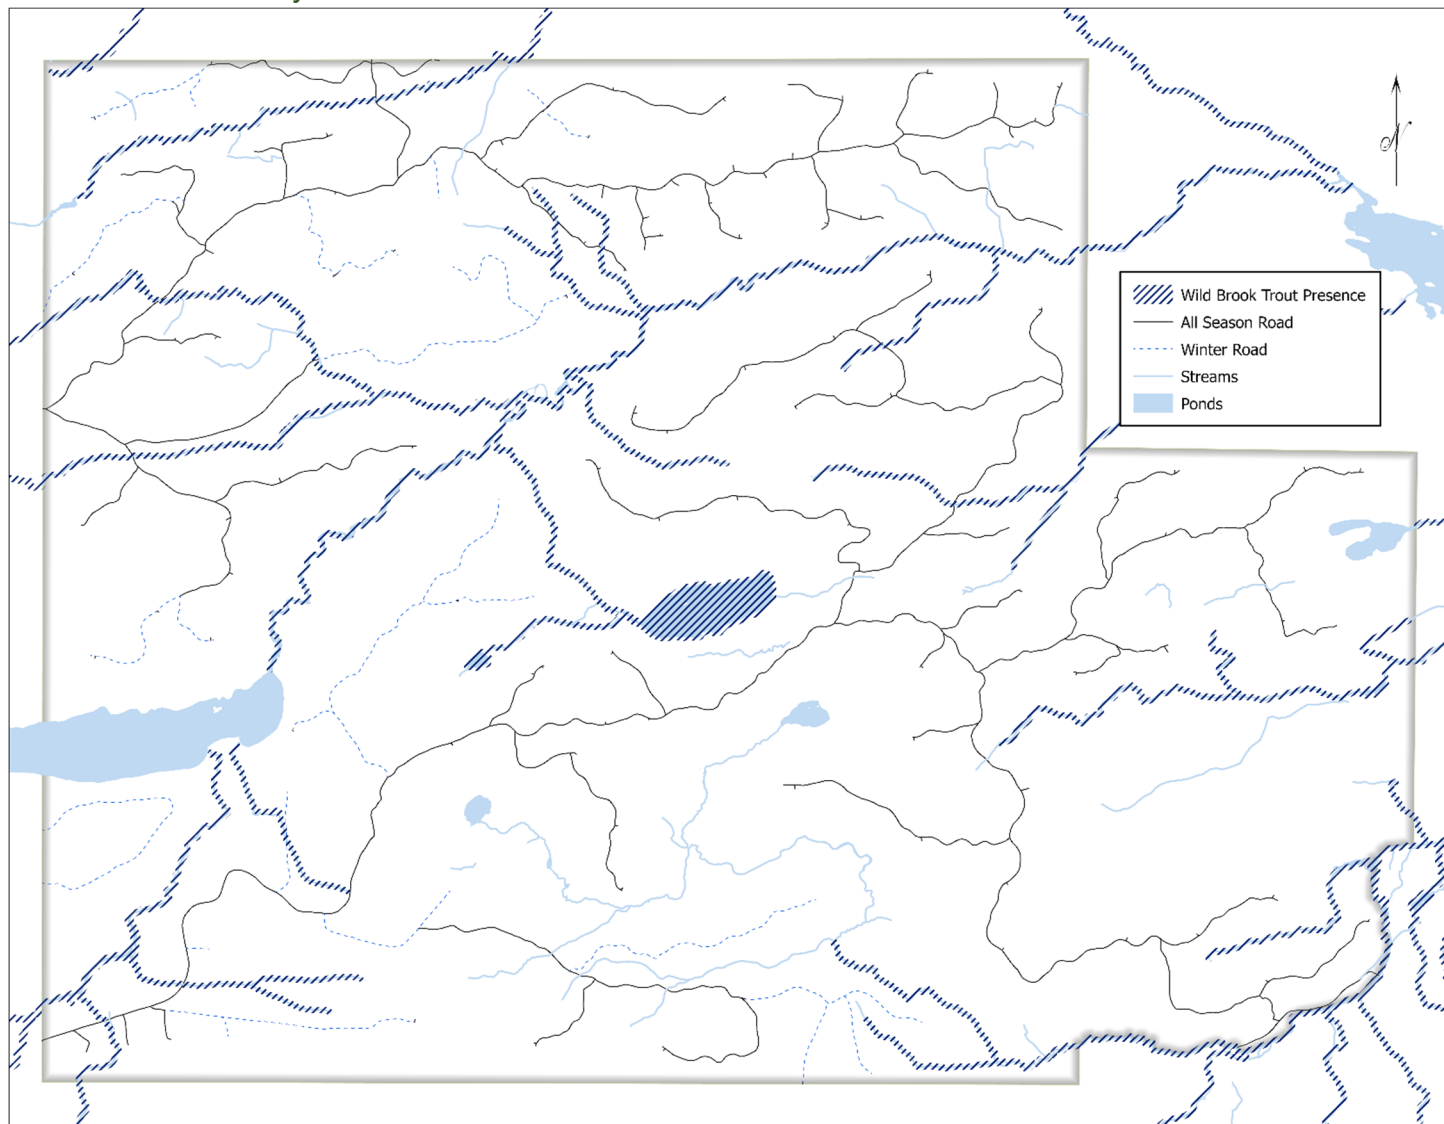 N
Wild Brook Trout Presence
All Season Road
Winter Road
Streams
Ponds